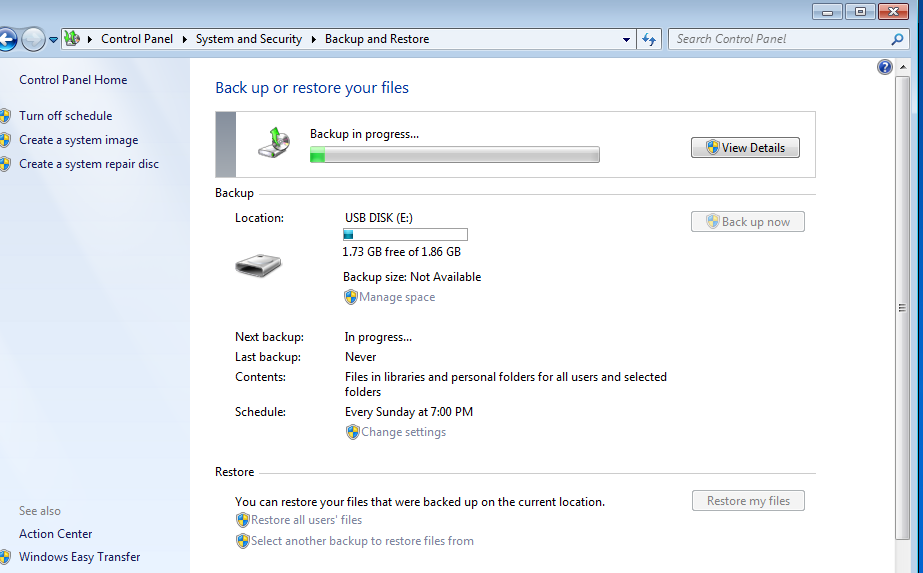 Control Panel
System and Security
Backup and Restore
Search Control Panel
Control Panel Home
Turn off schedule
Create a system image
Create a system repair disc
See also
Action Center
Windows Easy Transfer
Back up or restore your files
Backup in progress...
View Details
Backup
Location:
USB DISK (E:)
Back up now
1.73 GB free of 1.86 GB
Backup size: Not Available
Manage space
Next backup:
In progress...
Last backup:
Never
Contents:
Files in libraries and personal folders for all users and selected
folders
Schedule:
Every Sunday at 7:00 PM
Change settings
Restore
You can restore your files that were backed up on the current location.
Restore my files
Restore all users' files
Select another backup to restore files from